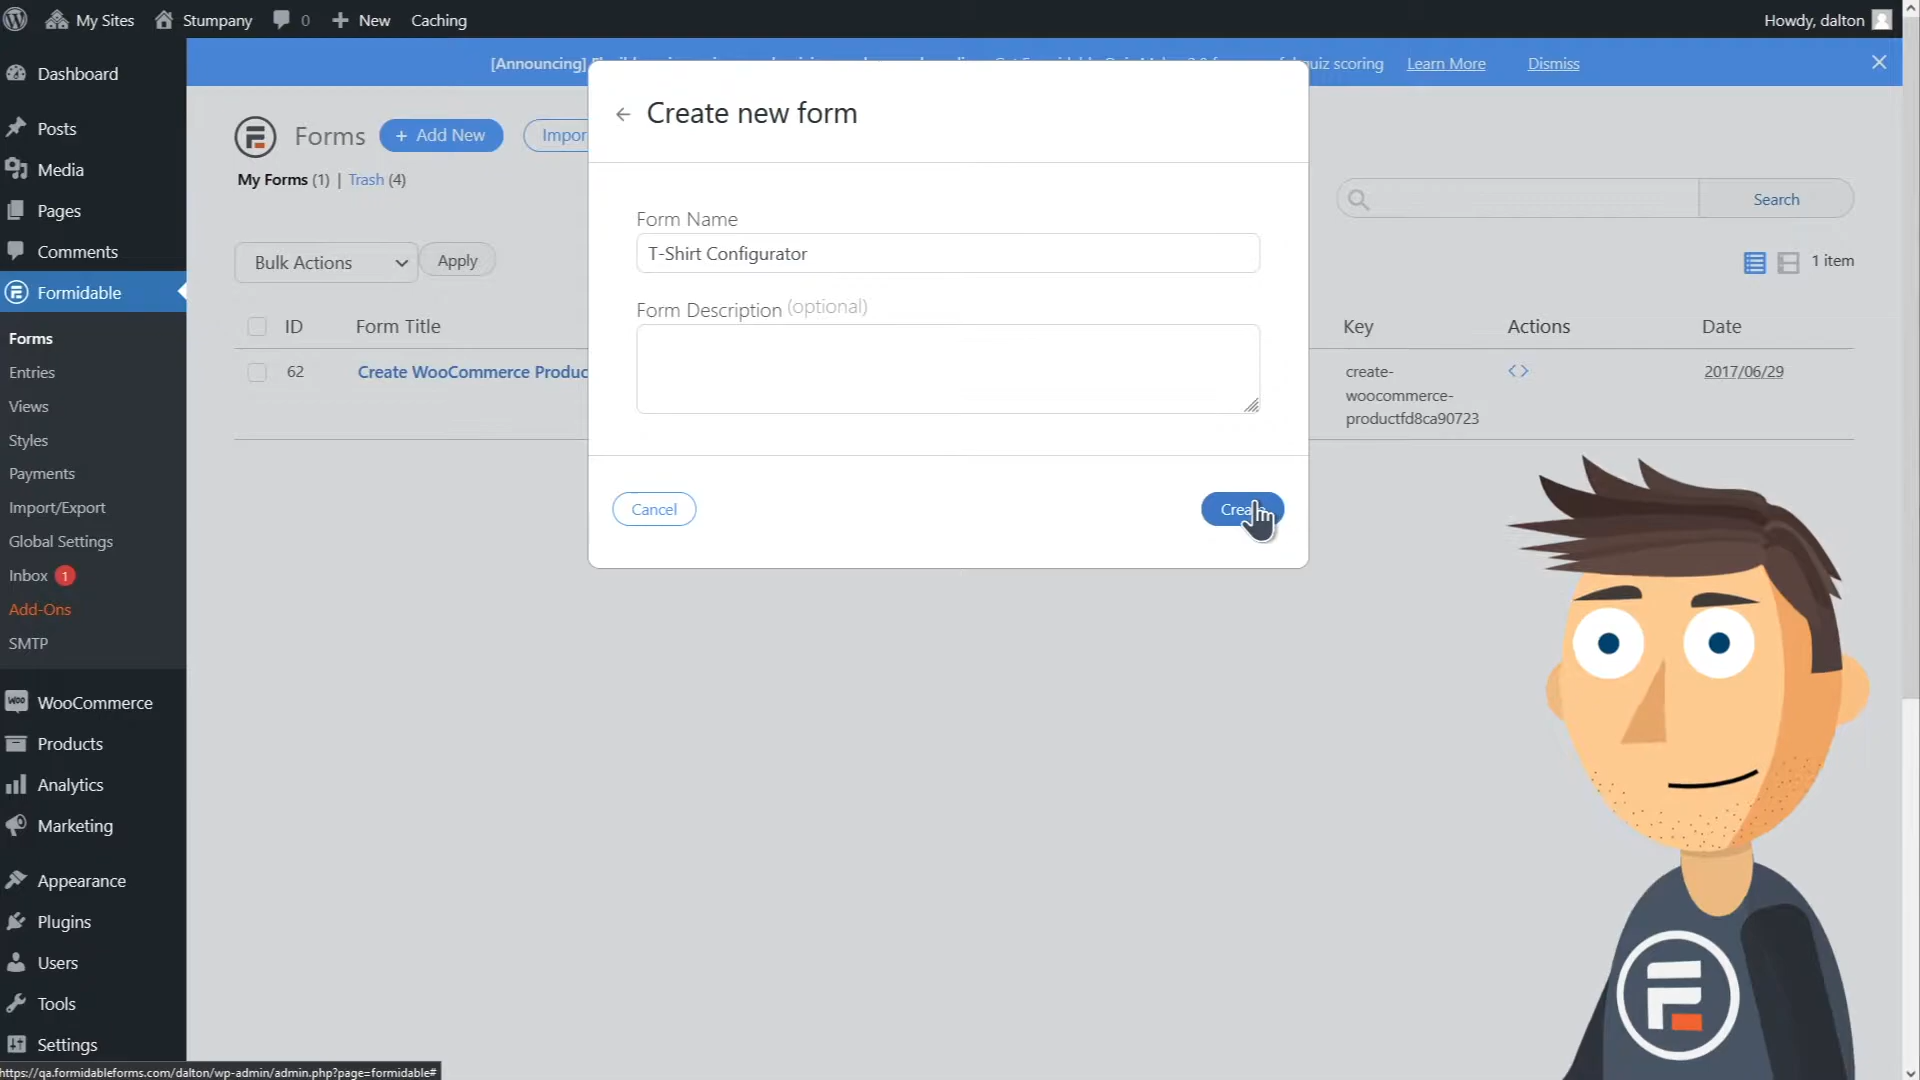 My Sites Stumpany 0 New Caching Howdy, dalton
[Announcing] quiz scoring Learn More Dismiss
Dashboard
Posts
Media
Pages
Comments
Formidable
Forms
Entries
Views
Styles
Payments
Import/Export
Global Settings
Inbox 1
Add-Ons
SMTP
WooCommerce
Products
Analytics
Marketing
Appearance
Plugins
Users
Tools
Settings
Forms + Add New Impor
My Forms (1) | Trash (4)
Search
Bulk Actions Apply
1 item
ID Form Title Key Actions Date
62 Create WooCommerce Produc create-
woocommerce-
productfd8ca90723
<> 2017/06/29
← Create new form
Form Name
T-Shirt Configurator
Form Description (optional)
Cancel
https://qa.formidableforms.com/dalton/wp-admin/admin.php?page=formidable#